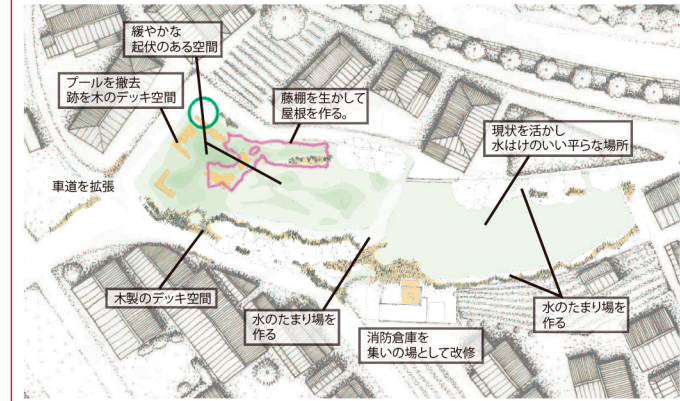 緩やかな
起伏のある空間
プールを撤去
跡を木のデッキ空間
藤棚を生かして
屋根を作る。
現状を活かし
水はけのいい平らな場所
車道を拡張
木製のデッキ空間
水のたまり場を
作る
消防倉庫を
集いの場として改修
水のたまり場を
作る